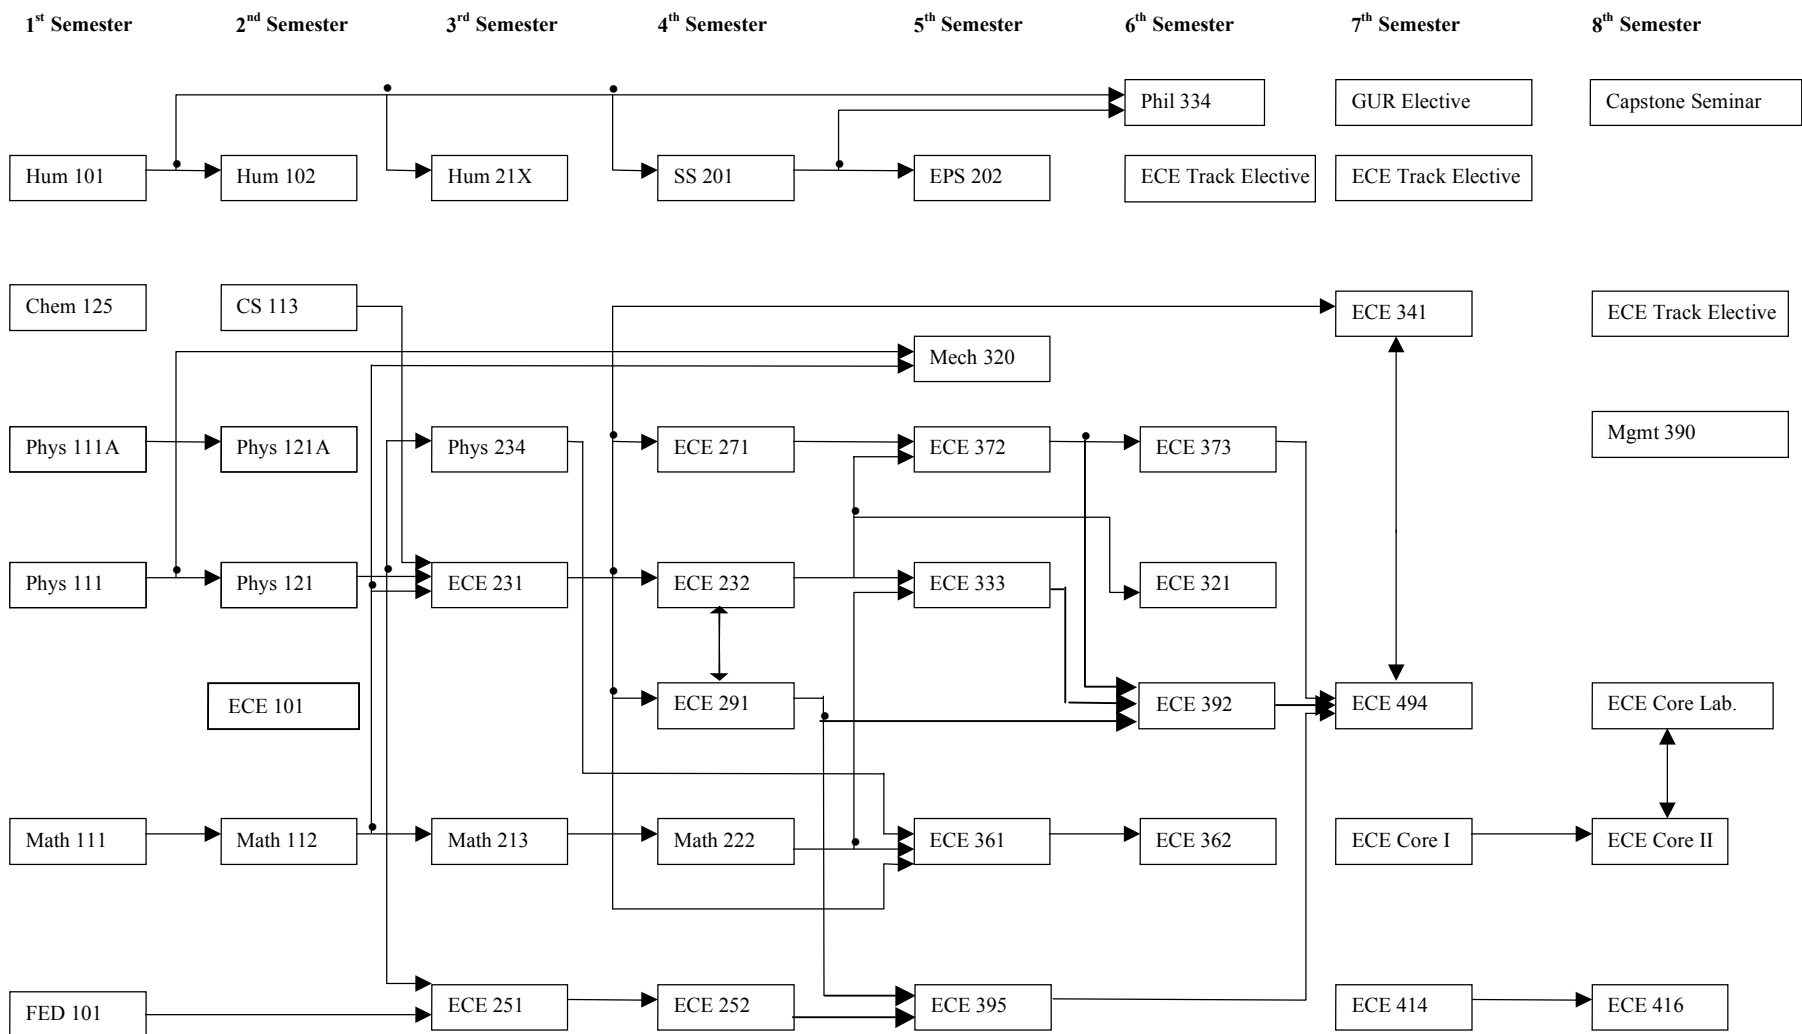 1st Semester 2nd Semester 3rd Semester 4th Semester 5th Semester 6th Semester 7th Semester 8th Semester
Phil 334 GUR Elective Capstone Seminar
Hum 101 Hum 102 Hum 21X SS 201 EPS 202 ECE Track Elective ECE Track Elective
Chem 125 CS 113 ECE 341 ECE Track Elective
Mech 320
Phys 111A Phys 121A Phys 234 ECE 271 ECE 372 ECE 373 Mgmt 390
Phys 111 Phys 121 ECE 231 ECE 232 ECE 333 ECE 321
ECE 101 ECE 291 ECE 392 ECE 494 ECE Core Lab.
Math 111 Math 112 Math 213 Math 222 ECE 361 ECE 362 ECE Core I ECE Core II
FED 101 ECE 251 ECE 252 ECE 395 ECE 414 ECE 416